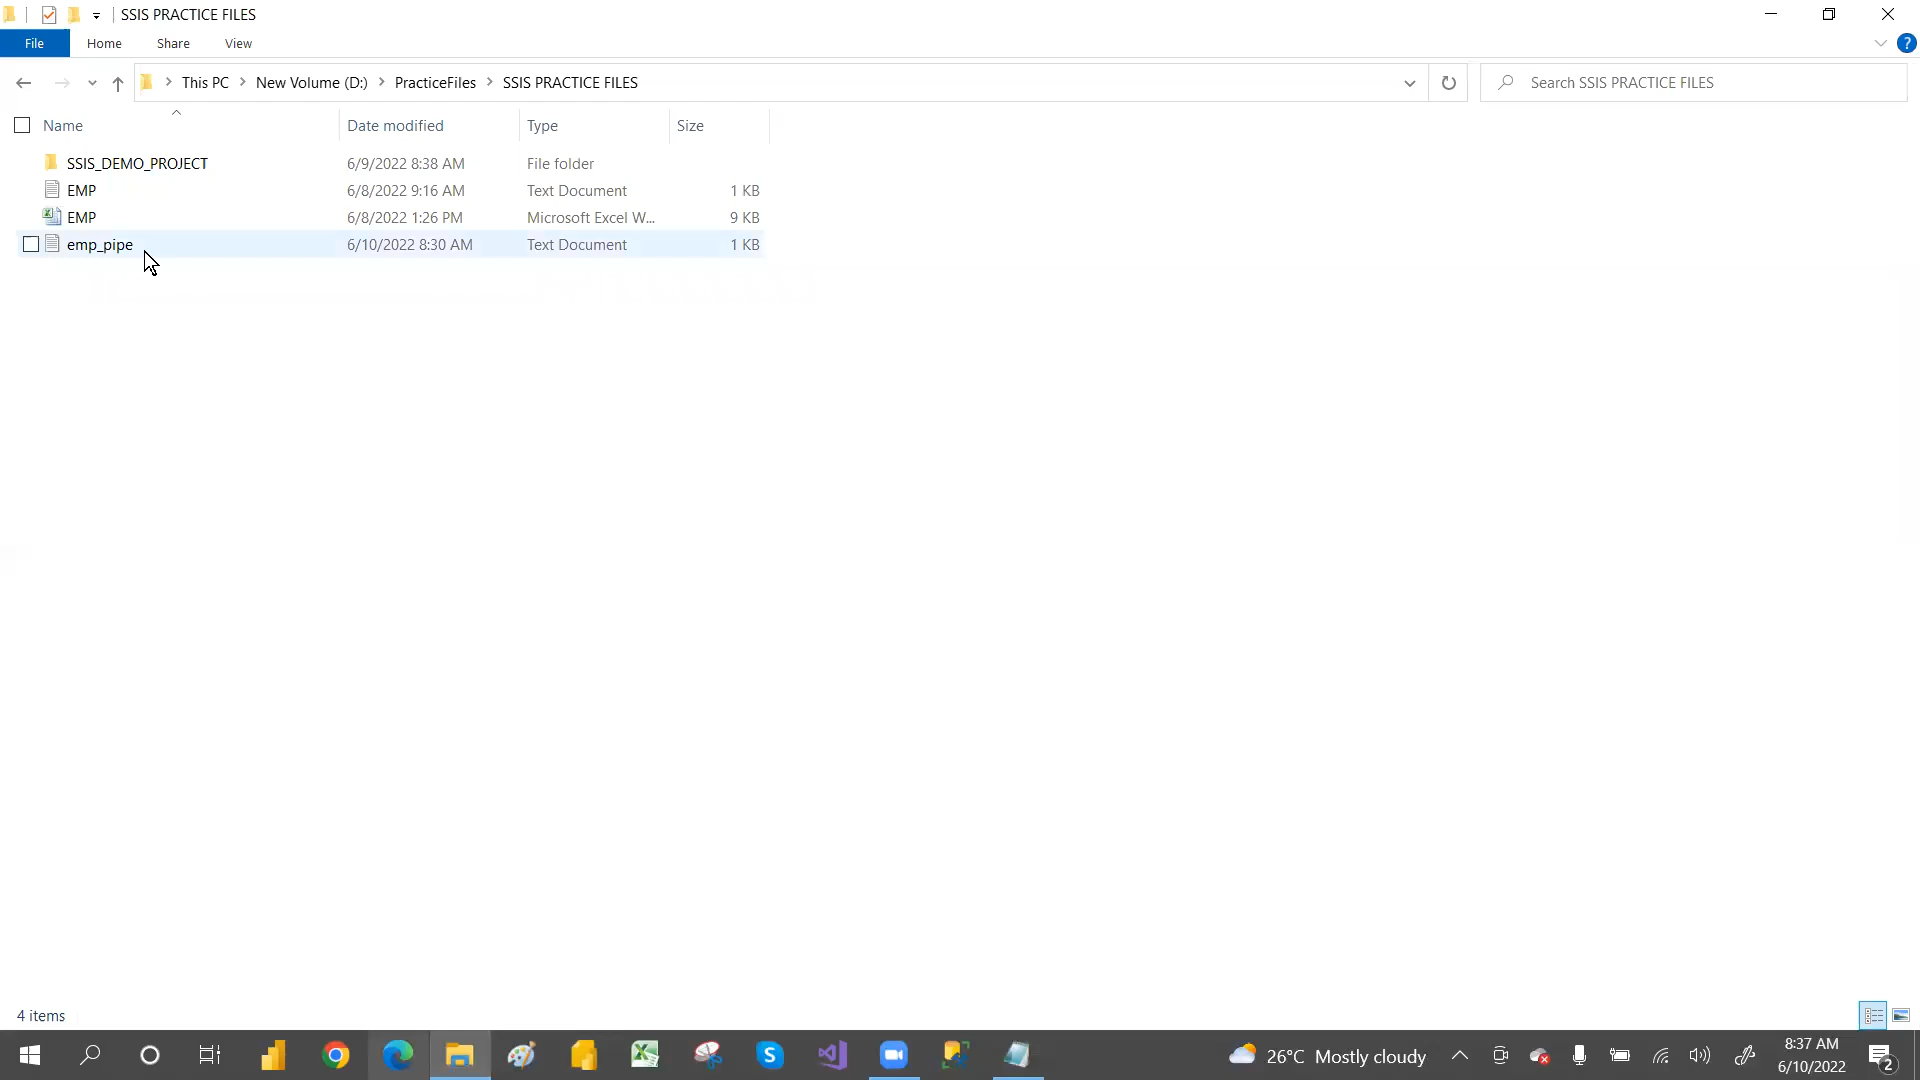 SSIS PRACTICE FILES
File Home Share View
This PC New Volume (D:) PracticeFiles SSIS PRACTICE FILES Search SSIS PRACTICE FILES
Name Date modified Type Size
SSIS_DEMO_PROJECT 6/9/2022 8:38 AM File folder
EMP 6/8/2022 9:16 AM Text Document 1 KB
EMP 6/8/2022 1:26 PM Microsoft Excel W... 9 KB
emp_pipe 6/10/2022 8:30 AM Text Document 1 KB
4 items
26°C Mostly cloudy 8:37 AM
6/10/2022 2